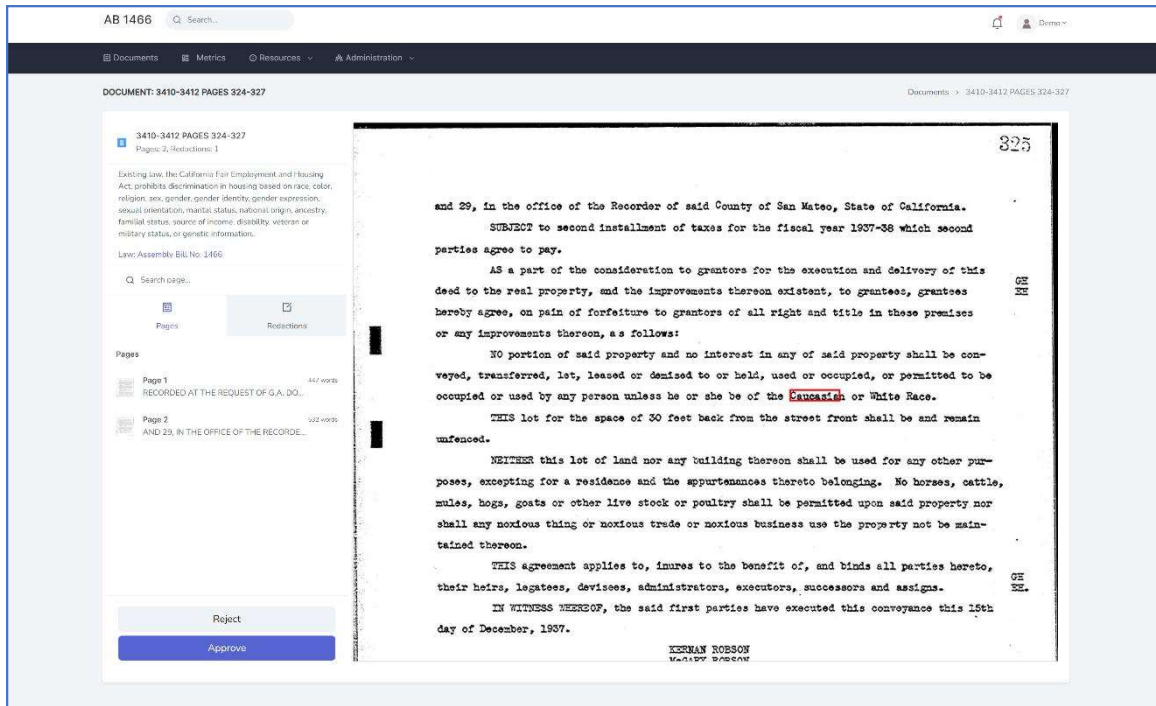 AB 1466
Search...
Demo
Documents
Metrics
Resources
Administration
DOCUMENT: 3410-3412 PAGES 324-327
Documents > 3410-3412 PAGES 324-327
3410-3412 PAGES 324-327
Pages: 2, Redactions: 1
Existing law, the California Fair Employment and Housing
Act, prohibits discrimination in housing based on race, color,
religion, sex, gender, gender identity, gender expression,
sexual orientation, marital status, national origin, ancestry,
familial status, source of income, disability, veteran or
military status, or genetic information.
Law: Assembly Bill No. 1466
Search page...
Pages
Redactions
Pages
Page 1
447 words
RECORDED AT THE REQUEST OF G.A. DO...
Page 2
532 words
AND 29, IN THE OFFICE OF THE RECORDE...
Reject
Approve
325
and 29, in the office of the Recorder of said County of San Mateo, State of California.
SUBJECT to second installment of taxes for the fiscal year 1937-38 which second
parties agree to pay.
AS a part of the consideration to grantors for the execution and delivery of this
deed to the real property, and the improvements thereon existent, to grantees, grantees
hereby agree, on pain of forfeiture to grantors of all right and title in these premises
or any improvements thereon, as follows:
NO portion of said property and no interest in any of said property shall be con-
veyed, transferred, let, leased or demised to or held, used or occupied, or permitted to be
occupied or used by any person unless he or she be of the Caucasian or White Race.
THIS lot for the space of 30 feet back from the street front shall be and remain
unfenced.
NEITHER this lot of land nor any building thereon shall be used for any other pur-
poses, excepting for a residence and the appurtenances thereto belonging. No horses, cattle,
mules, hogs, goats or other live stock or poultry shall be permitted upon said property nor
shall any noxious thing or noxious trade or noxious business use the property not be main-
tained thereon.
THIS agreement applies to, inures to the benefit of, and binds all parties hereto,
their heirs, legatees, devisees, administrators, executors, successors and assigns.
IN WITNESS WHEREOF, the said first parties have executed this conveyance this 15th
day of December, 1937.
KERNAN ROBSON
McGARY ROBSON